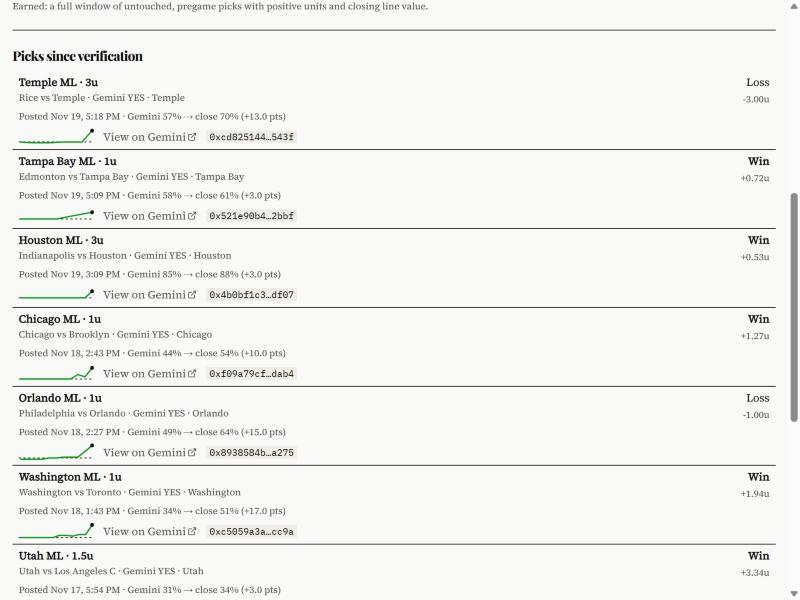 Earned: a full window of untouched, pregame picks with positive units and closing line value.
Picks since verification
Temple ML · 3u
Loss
Rice vs Temple · Gemini YES · Temple
-3.00u
Posted Nov 19, 5:18 PM · Gemini 57% → close 70% (+13.0 pts)
View on Gemini 0xcd825144…543f
Tampa Bay ML · 1u
Win
Edmonton vs Tampa Bay · Gemini YES · Tampa Bay
+0.72u
Posted Nov 19, 5:09 PM · Gemini 58% → close 61% (+3.0 pts)
View on Gemini 0x521e90b4…2bbf
Houston ML · 3u
Win
Indianapolis vs Houston · Gemini YES · Houston
+0.53u
Posted Nov 19, 3:09 PM · Gemini 85% → close 88% (+3.0 pts)
View on Gemini 0x4b0bf1c3…df07
Chicago ML · 1u
Win
Chicago vs Brooklyn · Gemini YES · Chicago
+1.27u
Posted Nov 18, 2:43 PM · Gemini 44% → close 54% (+10.0 pts)
View on Gemini 0xf09a79cf…dab4
Orlando ML · 1u
Loss
Philadelphia vs Orlando · Gemini YES · Orlando
-1.00u
Posted Nov 18, 2:27 PM · Gemini 49% → close 64% (+15.0 pts)
View on Gemini 0x8938584b…a275
Washington ML · 1u
Win
Washington vs Toronto · Gemini YES · Washington
+1.94u
Posted Nov 18, 1:43 PM · Gemini 34% → close 51% (+17.0 pts)
View on Gemini 0xc5059a3a…cc9a
Utah ML · 1.5u
Win
Utah vs Los Angeles C · Gemini YES · Utah
+3.34u
Posted Nov 17, 5:54 PM · Gemini 31% → close 34% (+3.0 pts)